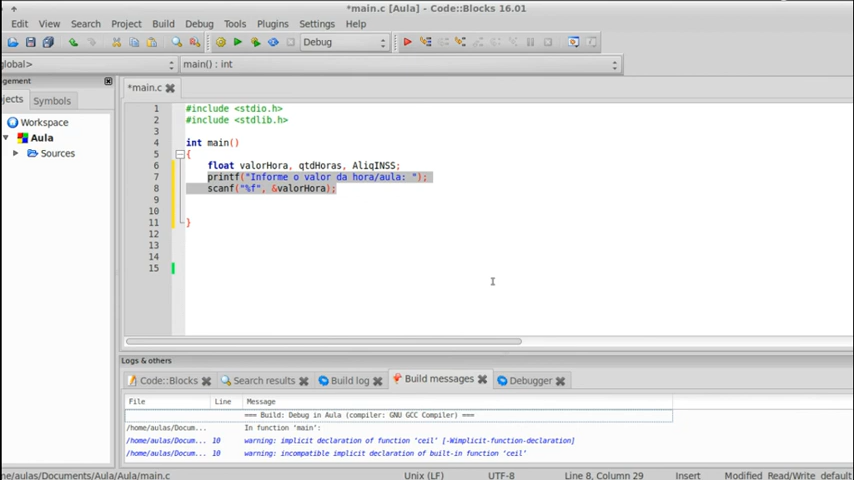 *main.c [Aula] - Code::Blocks 16.01
Edit View Search Project Build Debug Tools Plugins Settings Help
Debug
global> main() : int
gement
ojects Symbols
Workspace
Aula
Sources
*main.c
1 #include <stdio.h>
2 #include <stdlib.h>
3
4 int main()
5 {
6 float valorHora, qtdHoras, AliqINSS;
7 printf("Informe o valor da hora/aula: ");
8 scanf("%f", &valorHora);
9
10
11 }
12
13
14
15
Logs & others
Code::Blocks Search results Build log Build messages Debugger
File Line Message
=== Build: Debug in Aula (compiler: GNU GCC Compiler) ===
/home/aulas/Docum... In function ‘main’:
/home/aulas/Docum... 10 warning: implicit declaration of function ‘ceil’ [-Wimplicit-function-declaration]
/home/aulas/Docum... 10 warning: incompatible implicit declaration of built-in function ‘ceil’
me/aulas/Documents/Aula/Aula/main.c Unix (LF) UTF-8 Line 8, Column 29 Insert Modified Read/Write default